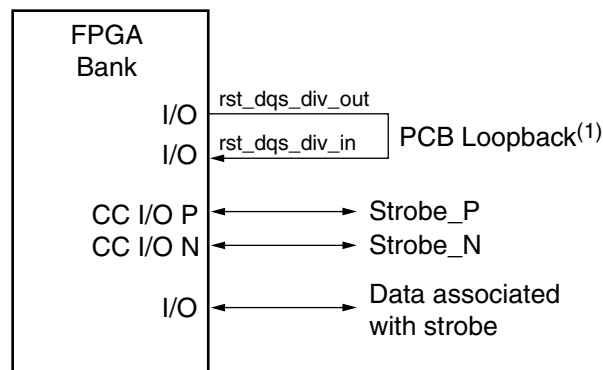 FPGA
Bank
I/O rst_dqs_div_out
I/O rst_dqs_div_in
PCB Loopback(1)
CC I/O P Strobe_P
CC I/O N Strobe_N
I/O Data associated
with strobe